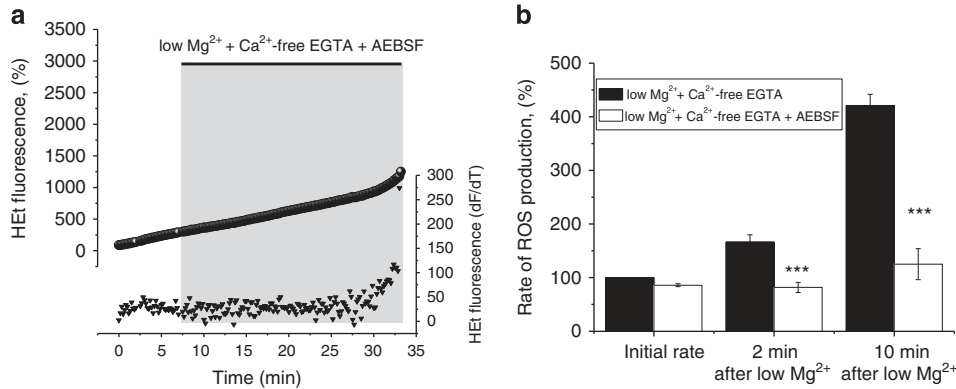 a
low Mg²⁺ + Ca²⁺-free EGTA + AEBSF
HEt fluorescence, (%)
3500
3000
2500
2000
1500
1000
500
0
300
250
200
150
100
50
0
HEt fluorescence (dF/dT)
0 5 10 15 20 25 30 35
Time (min)
b
Rate of ROS production, (%)
500
400
300
200
100
0
low Mg²⁺+ Ca²⁺-free EGTA
low Mg²⁺+ Ca²⁺-free EGTA + AEBSF
***
***
Initial rate
2 min
after low Mg²⁺
10 min
after low Mg²⁺